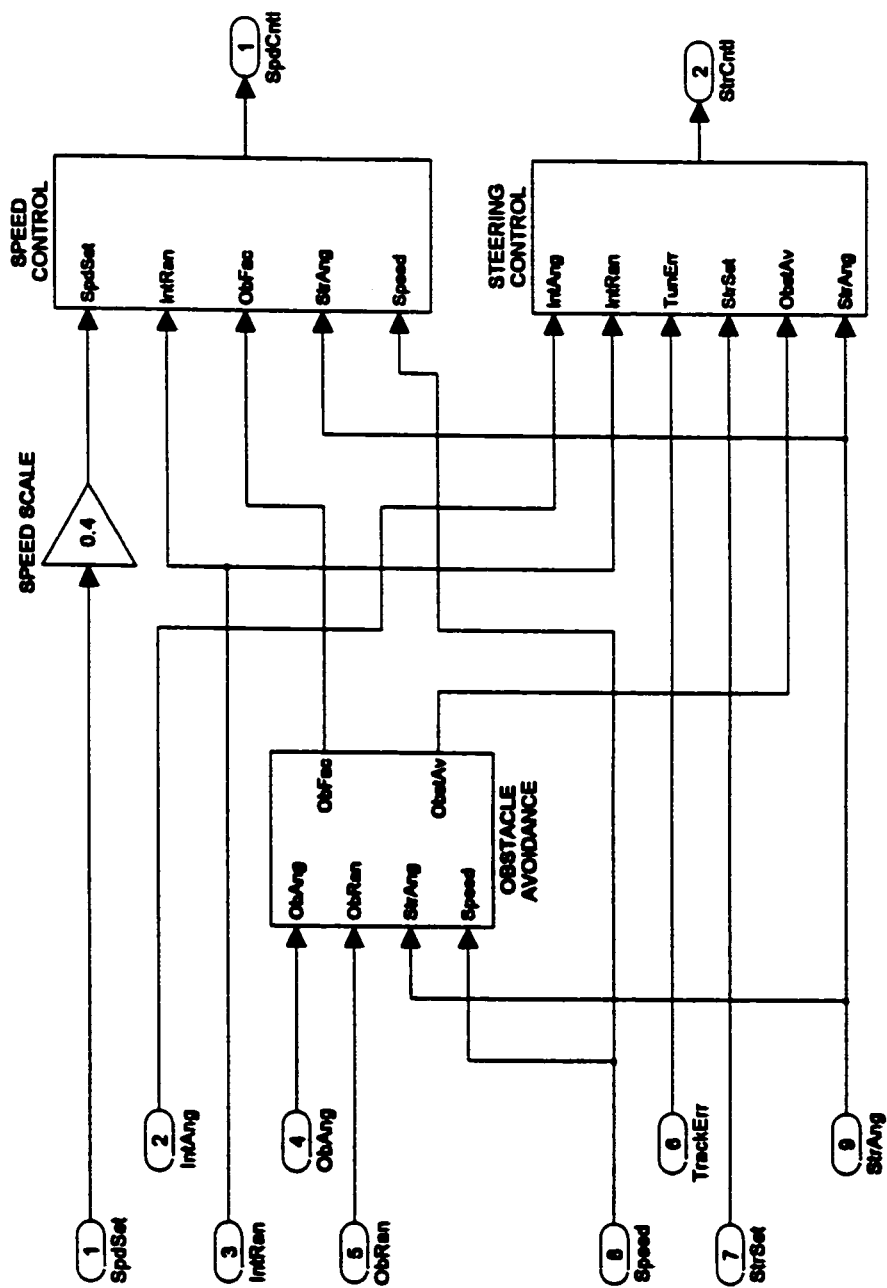 SPEED
CONTROL
SpdSet
IntRan
ObFac
StrAng
Speed
1
SpdCntl
SPEED SCALE
0.4
STEERING
CONTROL
IntAng
IntRan
TunErr
StrSet
ObstAv
StrAng
2
StrCntl
ObAng
ObRan
StrAng
Speed
ObFac
ObstAv
OBSTACLE
AVOIDANCE
1
SpdSet
2
IntAng
3
IntRan
4
ObAng
5
ObRan
8
Speed
6
TrackErr
7
StrSet
9
StrAng